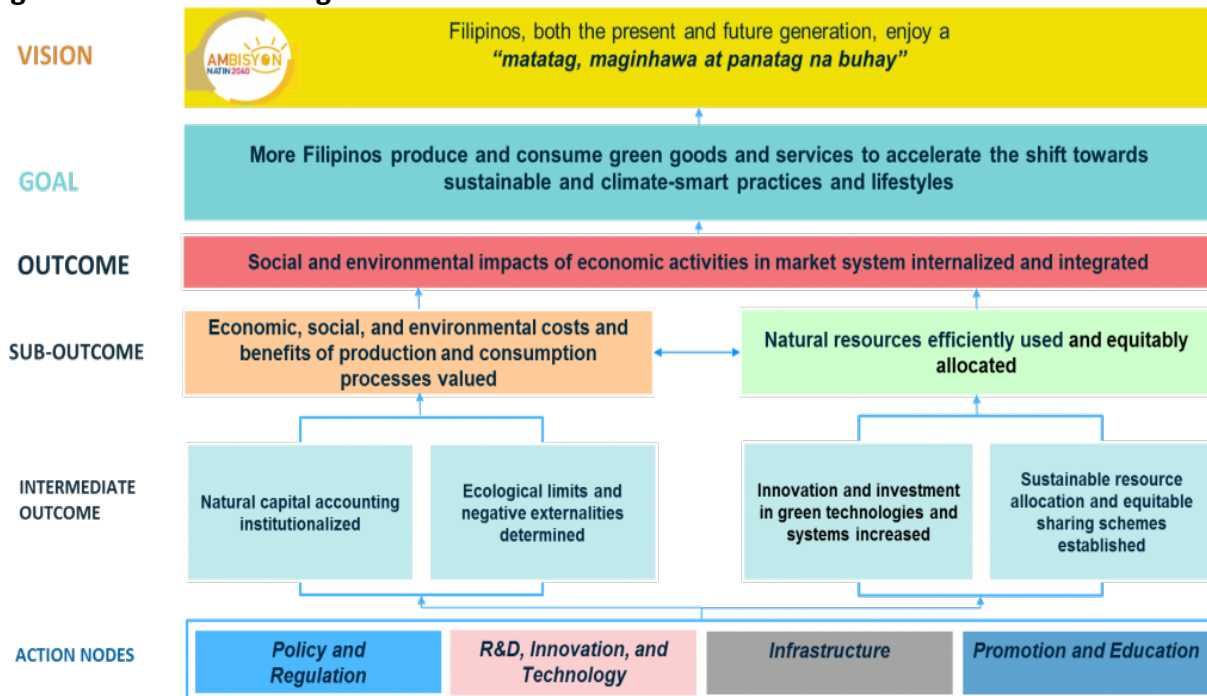 VISION
AMBISYON
NATIN 2040
Filipinos, both the present and future generation, enjoy a
“matatag, maginhawa at panatag na buhay”
GOAL
More Filipinos produce and consume green goods and services to accelerate the shift towards
sustainable and climate-smart practices and lifestyles
OUTCOME
Social and environmental impacts of economic activities in market system internalized and integrated
SUB-OUTCOME
Economic, social, and environmental costs and
benefits of production and consumption
processes valued
Natural resources efficiently used and equitably
allocated
INTERMEDIATE
OUTCOME
Natural capital accounting
institutionalized
Ecological limits and
negative externalities
determined
Innovation and investment
in green technologies and
systems increased
Sustainable resource
allocation and equitable
sharing schemes
established
ACTION NODES
Policy and
Regulation
R&D, Innovation, and
Technology
Infrastructure
Promotion and Education